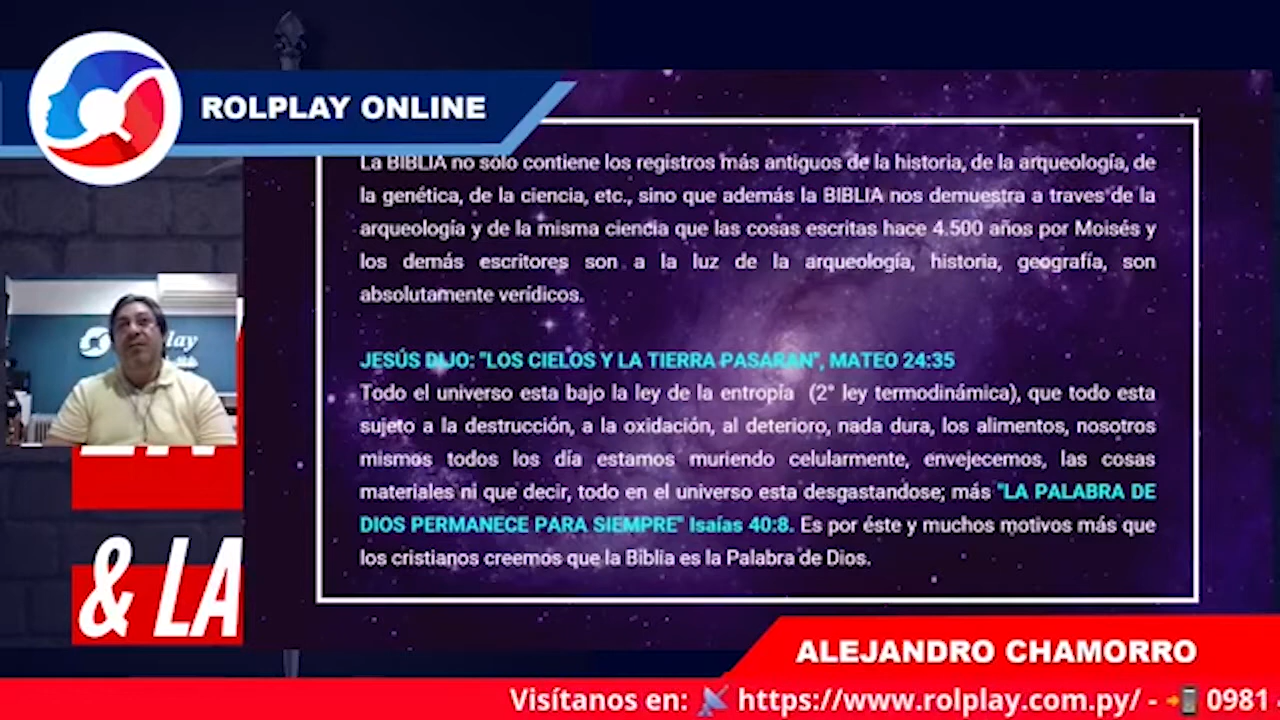 ROLPLAY ONLINE
La BIBLIA no sólo contiene los registros más antiguos de la historia, de la arqueología, de
la genética, de la ciencia, etc., sino que además la BIBLIA nos demuestra a traves de la
arqueología y de la misma ciencia que las cosas escritas hace 4.500 años por Moisés y
los demás escritores son a la luz de la arqueología, historia, geografía, son
absolutamente verídicos.
JESÚS DIJO: "LOS CIELOS Y LA TIERRA PASARAN", MATEO 24:35
Todo el universo esta bajo la ley de la entropía (2° ley termodinámica), que todo esta
sujeto a la destrucción, a la oxidación, al deterioro, nada dura, los alimentos, nosotros
mismos todos los día estamos muriendo celularmente, envejecemos, las cosas
materiales ni que decir, todo en el universo esta desgastandose; más "LA PALABRA DE
DIOS PERMANECE PARA SIEMPRE" Isaías 40:8. Es por éste y muchos motivos más que
los cristianos creemos que la Biblia es la Palabra de Dios.
& LA
ALEJANDRO CHAMORRO
Visítanos en: https://www.rolplay.com.py/ - 0981